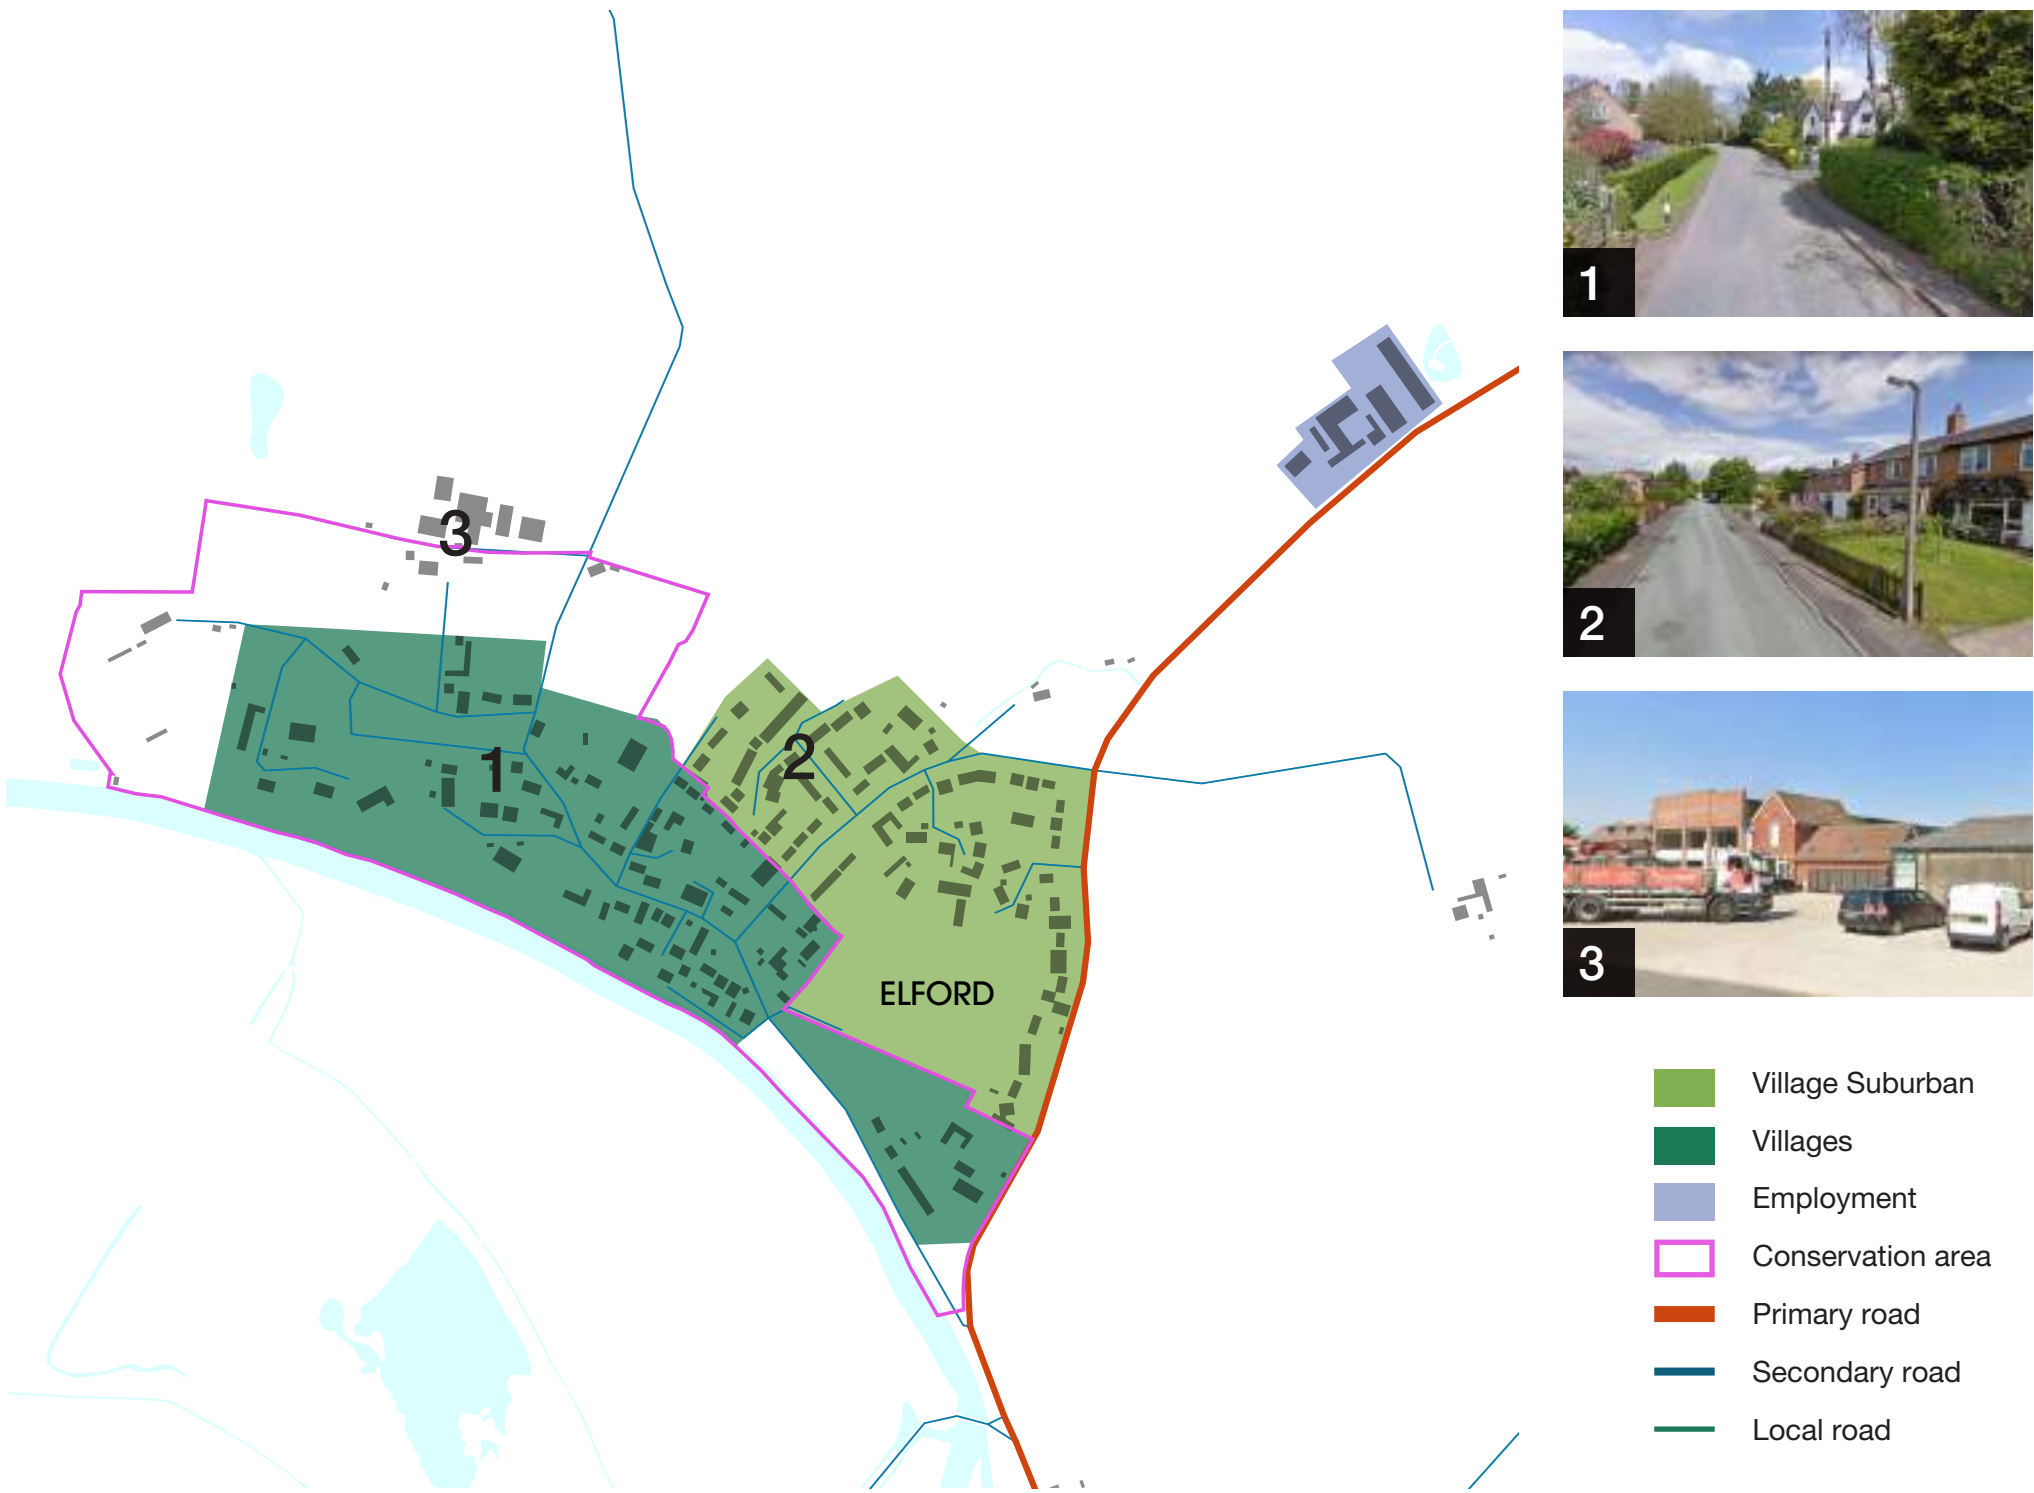 3
1
2
ELFORD
1
2
3
Village Suburban
Villages
Employment
Conservation area
Primary road
Secondary road
Local road